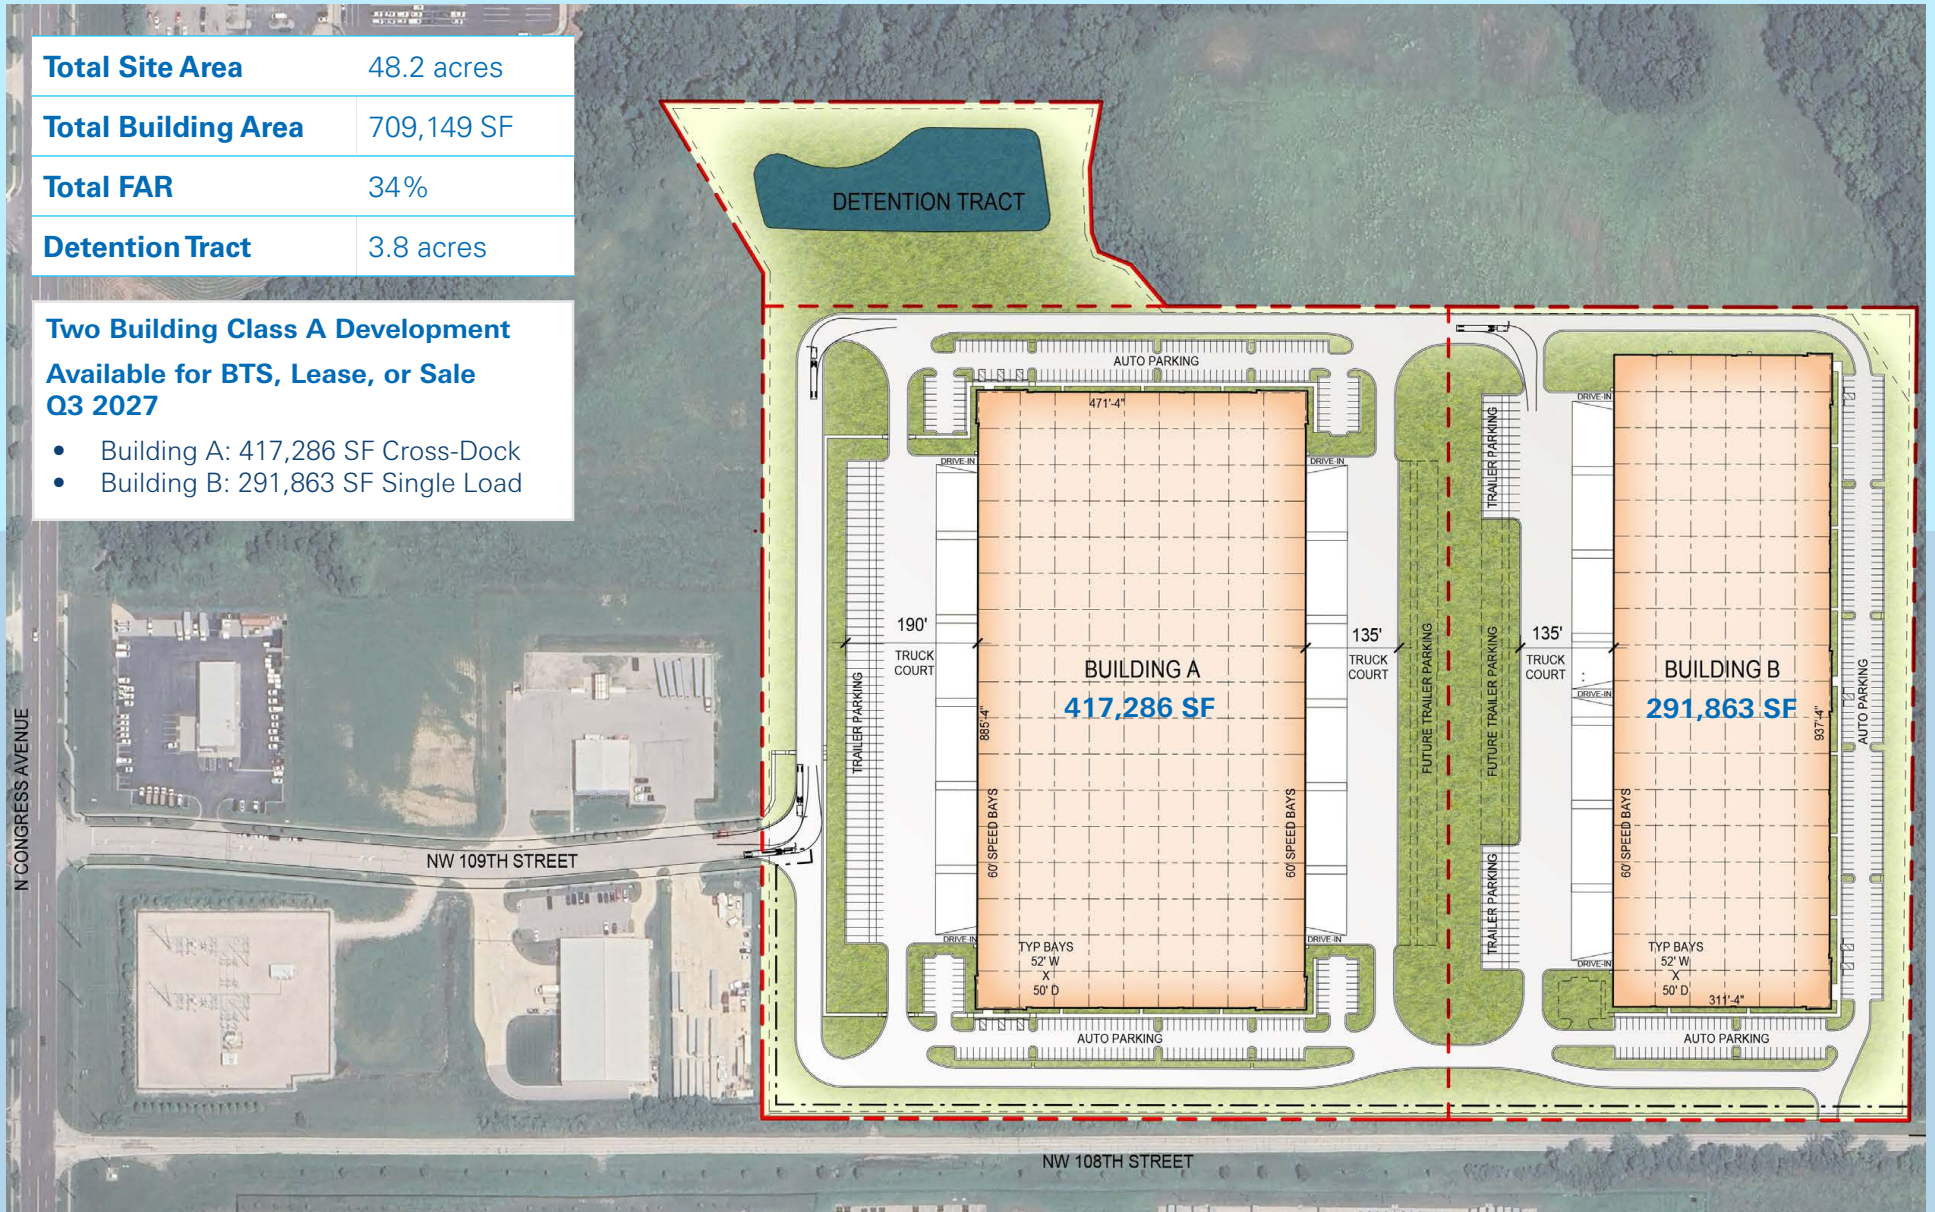 Total Site Area 48.2 acres
Total Building Area 709,149 SF
Total FAR 34%
Detention Tract 3.8 acres
Two Building Class A Development
Available for BTS, Lease, or Sale
Q3 2027
• Building A: 417,286 SF Cross-Dock
• Building B: 291,863 SF Single Load
DETENTION TRACT
AUTO PARKING
471'-4"
DRIVE-IN
DRIVE-IN
190'
TRUCK
COURT
TRAILER PARKING
BUILDING A
417,286 SF
885'-4"
60' SPEED BAYS
60' SPEED BAYS
TYP BAYS
52' W
X
50' D
DRIVE-IN
DRIVE-IN
AUTO PARKING
135'
TRUCK
COURT
FUTURE TRAILER PARKING
TRAILER PARKING
FUTURE TRAILER PARKING
TRAILER PARKING
DRIVE-IN
135'
TRUCK
COURT
DRIVE-IN
BUILDING B
291,863 SF
937'-4"
60' SPEED BAYS
TYP BAYS
52' W
X
50' D
311'-4"
DRIVE-IN
AUTO PARKING
AUTO PARKING
N CONGRESS AVENUE
NW 109TH STREET
NW 108TH STREET